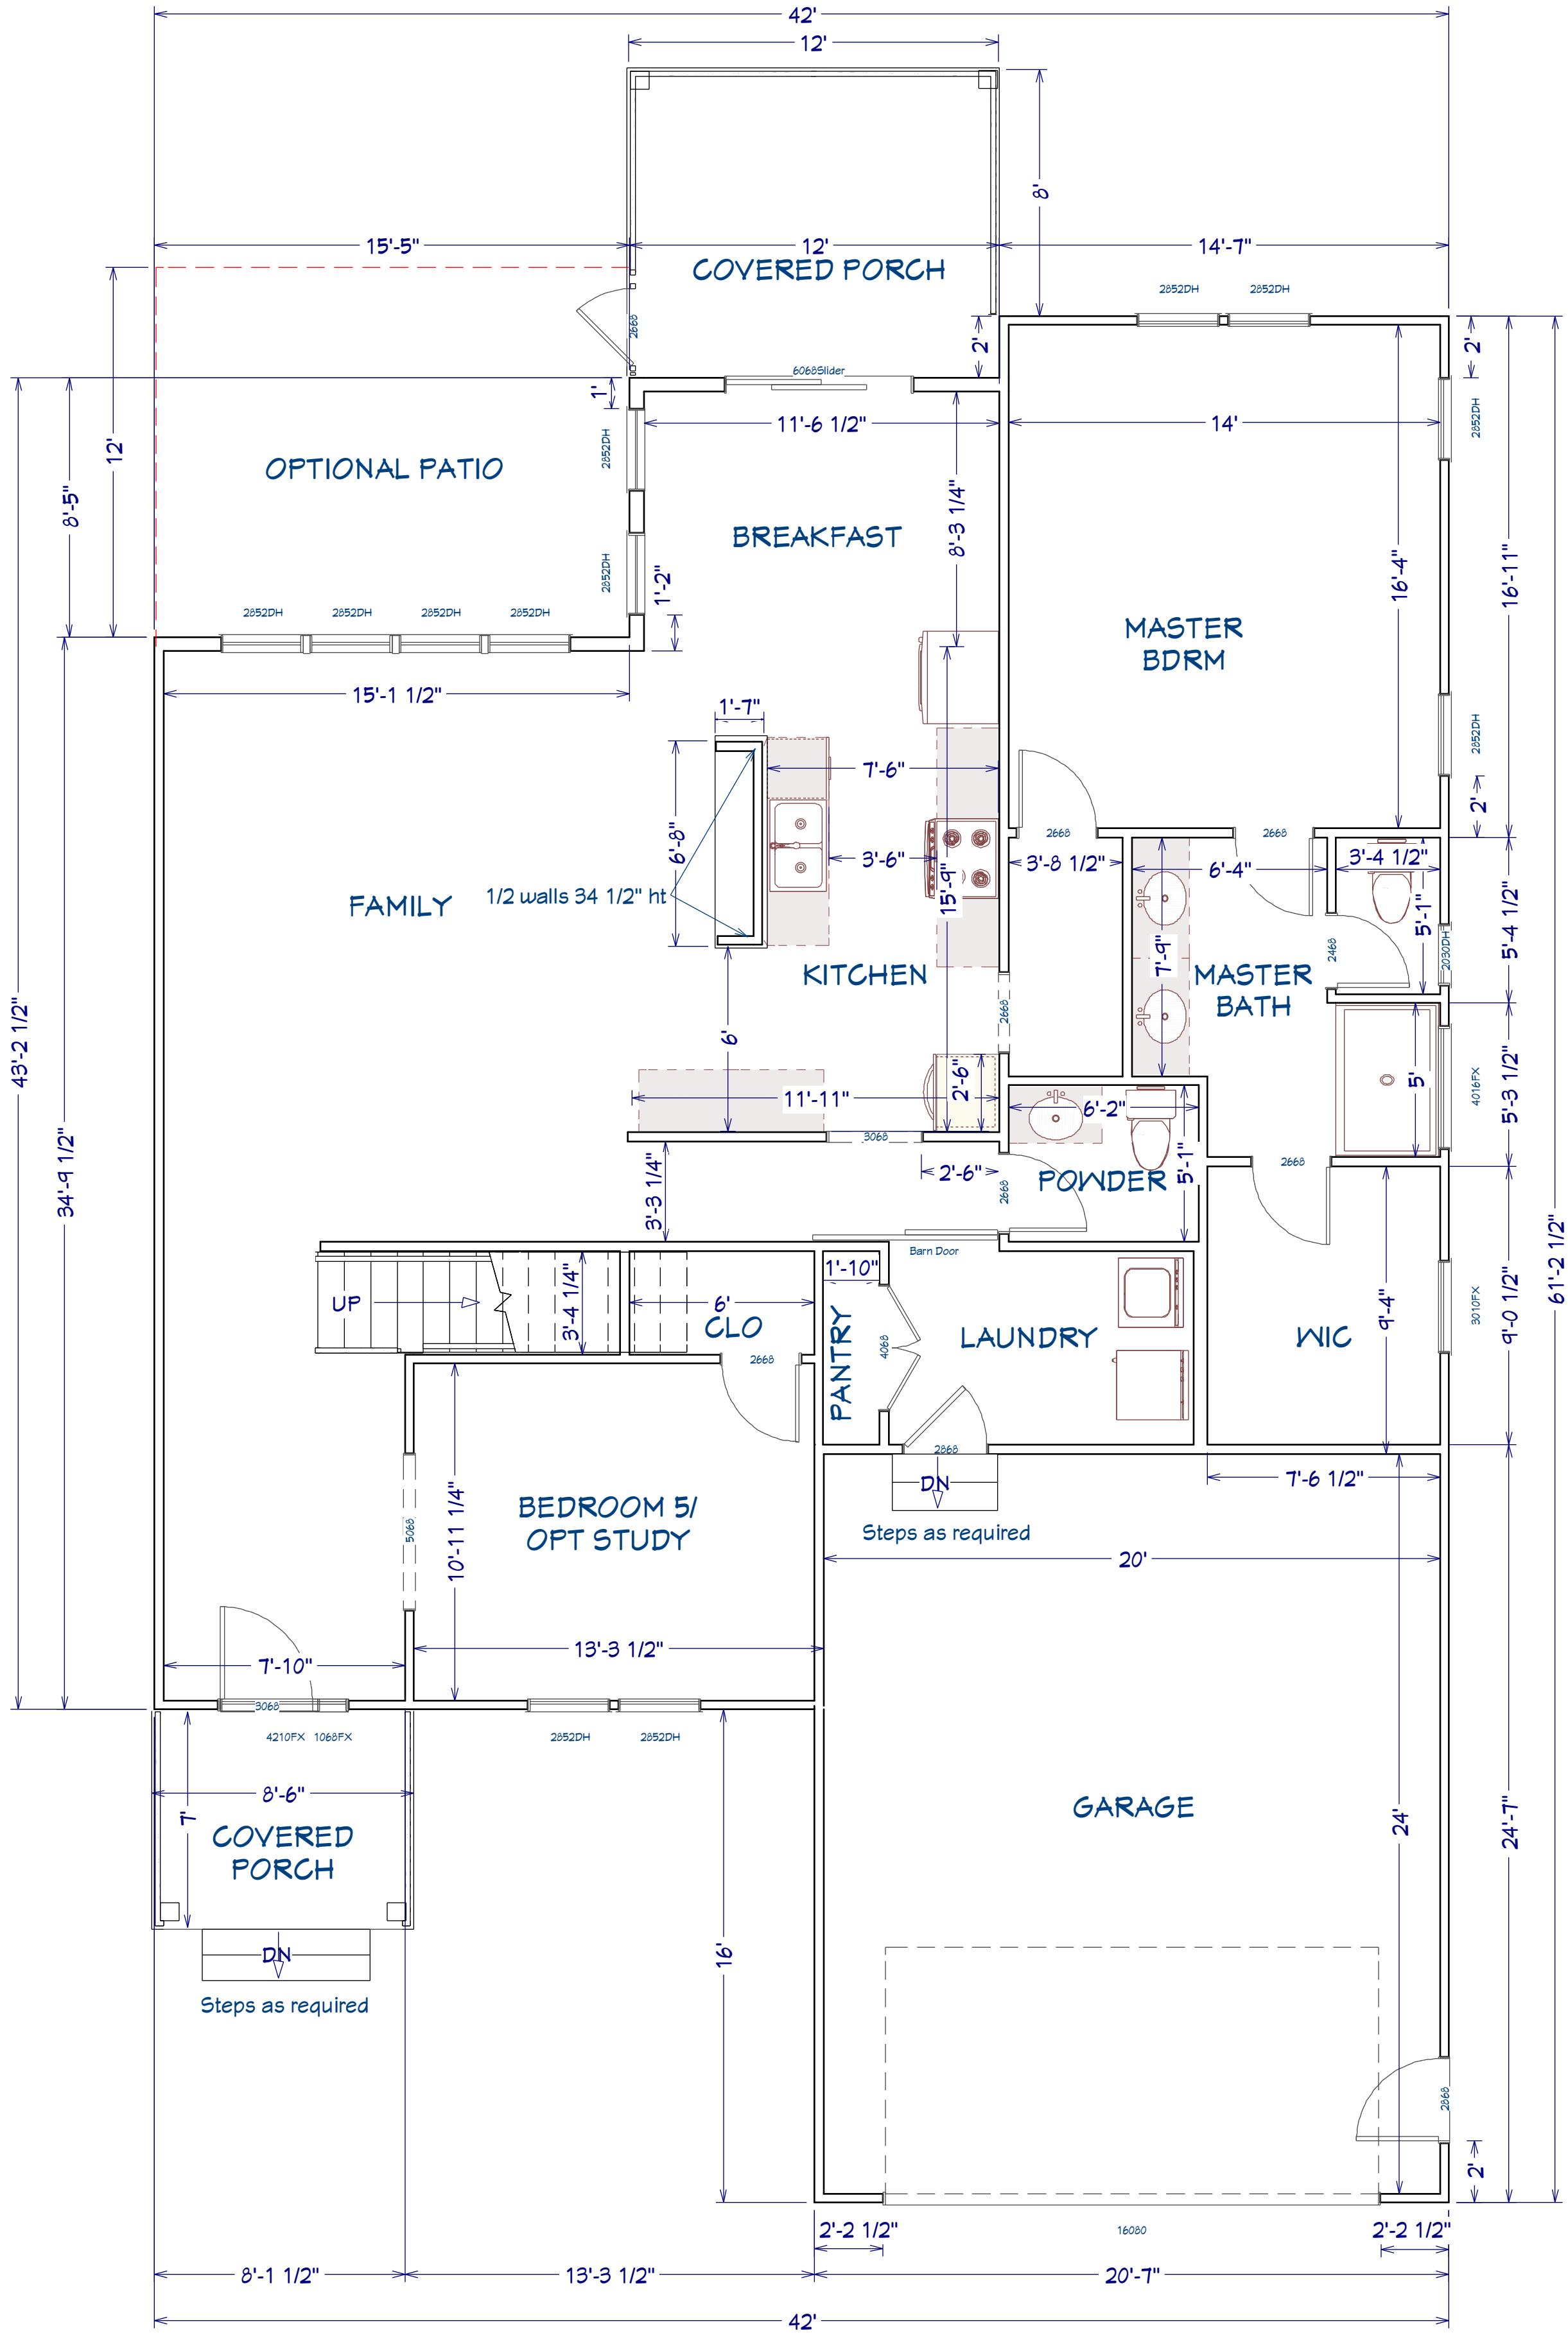 42'
12'
8'
15'-5"
12'
14'-7"
COVERED PORCH
2852DH
2852DH
2668
2'
2'
6068Slider
1'
11'-6 1/2"
14'
2852DH
2852DH
12'
8'-5"
OPTIONAL PATIO
8'-3 1/4"
BREAKFAST
16'-4"
16'-11"
2852DH
1'-2"
2852DH
2852DH
2852DH
2852DH
MASTER
BDRM
15'-1 1/2"
1'-7"
2852DH
7'-6"
2'
6'-8"
2668
2668
3'-6"
3'-8 1/2"
6'-4"
3'-4 1/2"
15'-9"
1/2 walls 34 1/2" ht
FAMILY
5'-1"
5'-4 1/2"
7'-9"
2468
2030DH
KITCHEN
MASTER
BATH
2668
6'
43'-2 1/2"
34'-9 1/2"
2'-6"
5'
4016FX
5'-3 1/2"
11'-11"
6'-2"
3068
2'-6"
2668
POWDER
5'-1"
2668
3'-3 1/4"
61'-2 1/2"
Barn Door
1'-10"
UP
3'-4 1/4"
6'
CLO
2668
PANTRY
4068
LAUNDRY
WIC
9'-4"
3010FX
9'-0 1/2"
2868
DN
7'-6 1/2"
BEDROOM 5/
OPT STUDY
10'-11 1/4"
5068
Steps as required
20'
13'-3 1/2"
7'-10"
3068
4210FX
1068FX
2852DH
2852DH
8'-6"
7'
COVERED
PORCH
GARAGE
24'
24'-7"
DN
16'
Steps as required
2868
2'
2'-2 1/2"
16080
2'-2 1/2"
8'-1 1/2"
13'-3 1/2"
20'-7"
42'